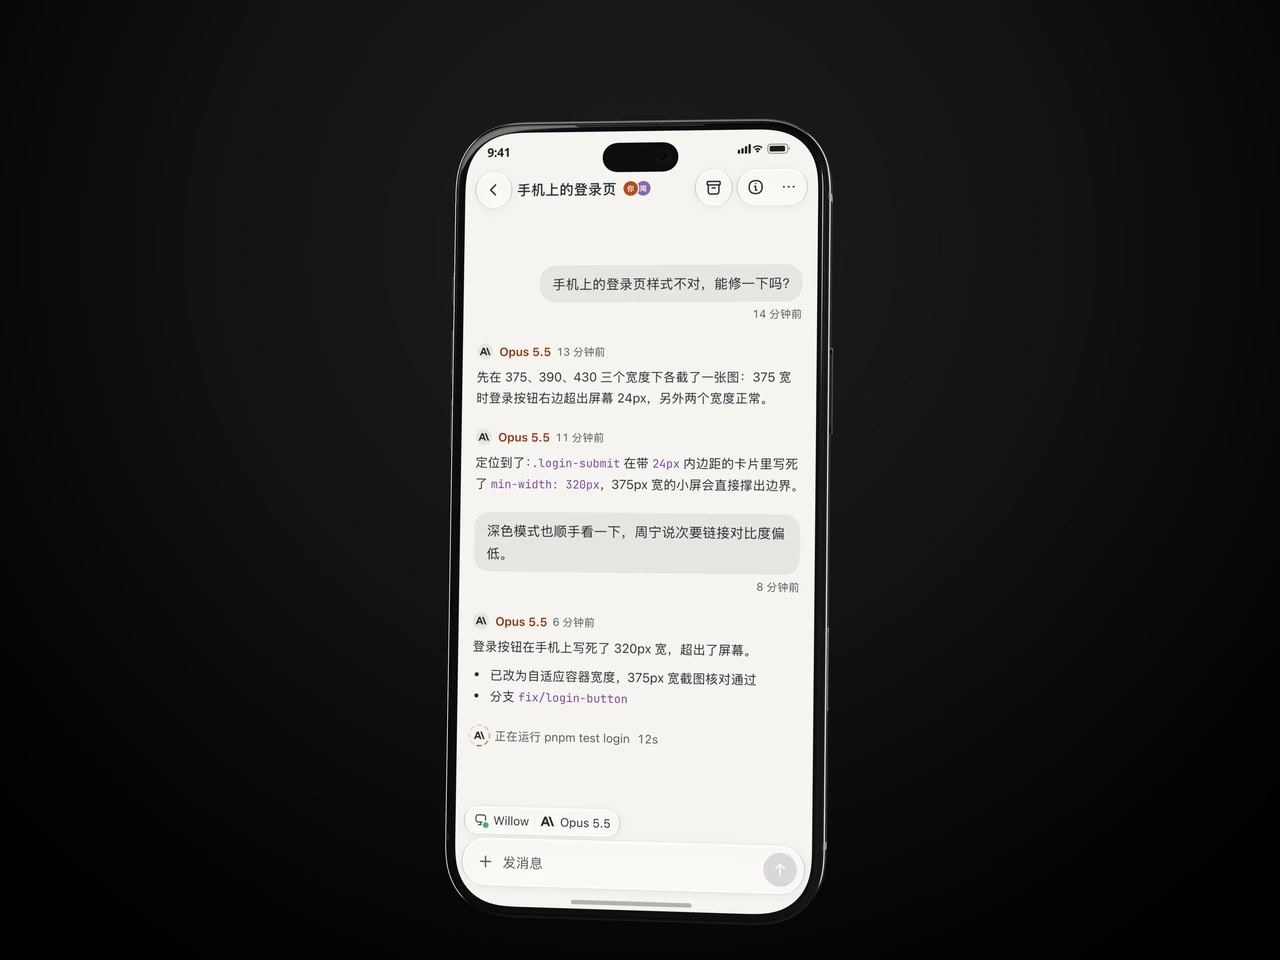 9:41
手机上的登录页 你 周
手机上的登录页样式不对，能修一下吗？
14 分钟前
Opus 5.5 13 分钟前
先在 375、390、430 三个宽度下各截了一张图：375 宽
时登录按钮右边超出屏幕 24px，另外两个宽度正常。
Opus 5.5 11 分钟前
定位到了：.login-submit 在带 24px 内边距的卡片里写死
了 min-width: 320px，375px 宽的小屏会直接撑出边界。
深色模式也顺手看一下，周宁说次要链接对比度偏
低。
8 分钟前
Opus 5.5 6 分钟前
登录按钮在手机上写死了 320px 宽，超出了屏幕。
• 已改为自适应容器宽度，375px 宽截图核对通过
• 分支 fix/login-button
正在运行 pnpm test login 12s
Willow Opus 5.5
发消息